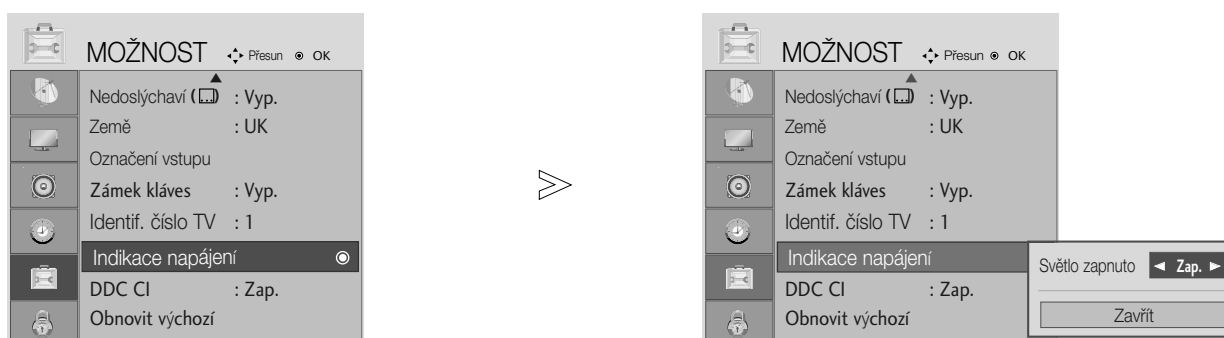 MOŽNOST Přesun OK
Nedoslýchaví ( ) : Vyp.
Země : UK
Označení vstupu
Zámek kláves : Vyp.
Identif. číslo TV : 1
Indikace napájení
DDC CI : Zap.
Obnovit výchozí
MOŽNOST Přesun OK
Nedoslýchaví ( ) : Vyp.
Země : UK
Označení vstupu
Zámek kláves : Vyp.
Identif. číslo TV : 1
Indikace napájení
DDC CI : Zap.
Obnovit výchozí
Světlo zapnuto ◄ Zap. ►
Zavřít